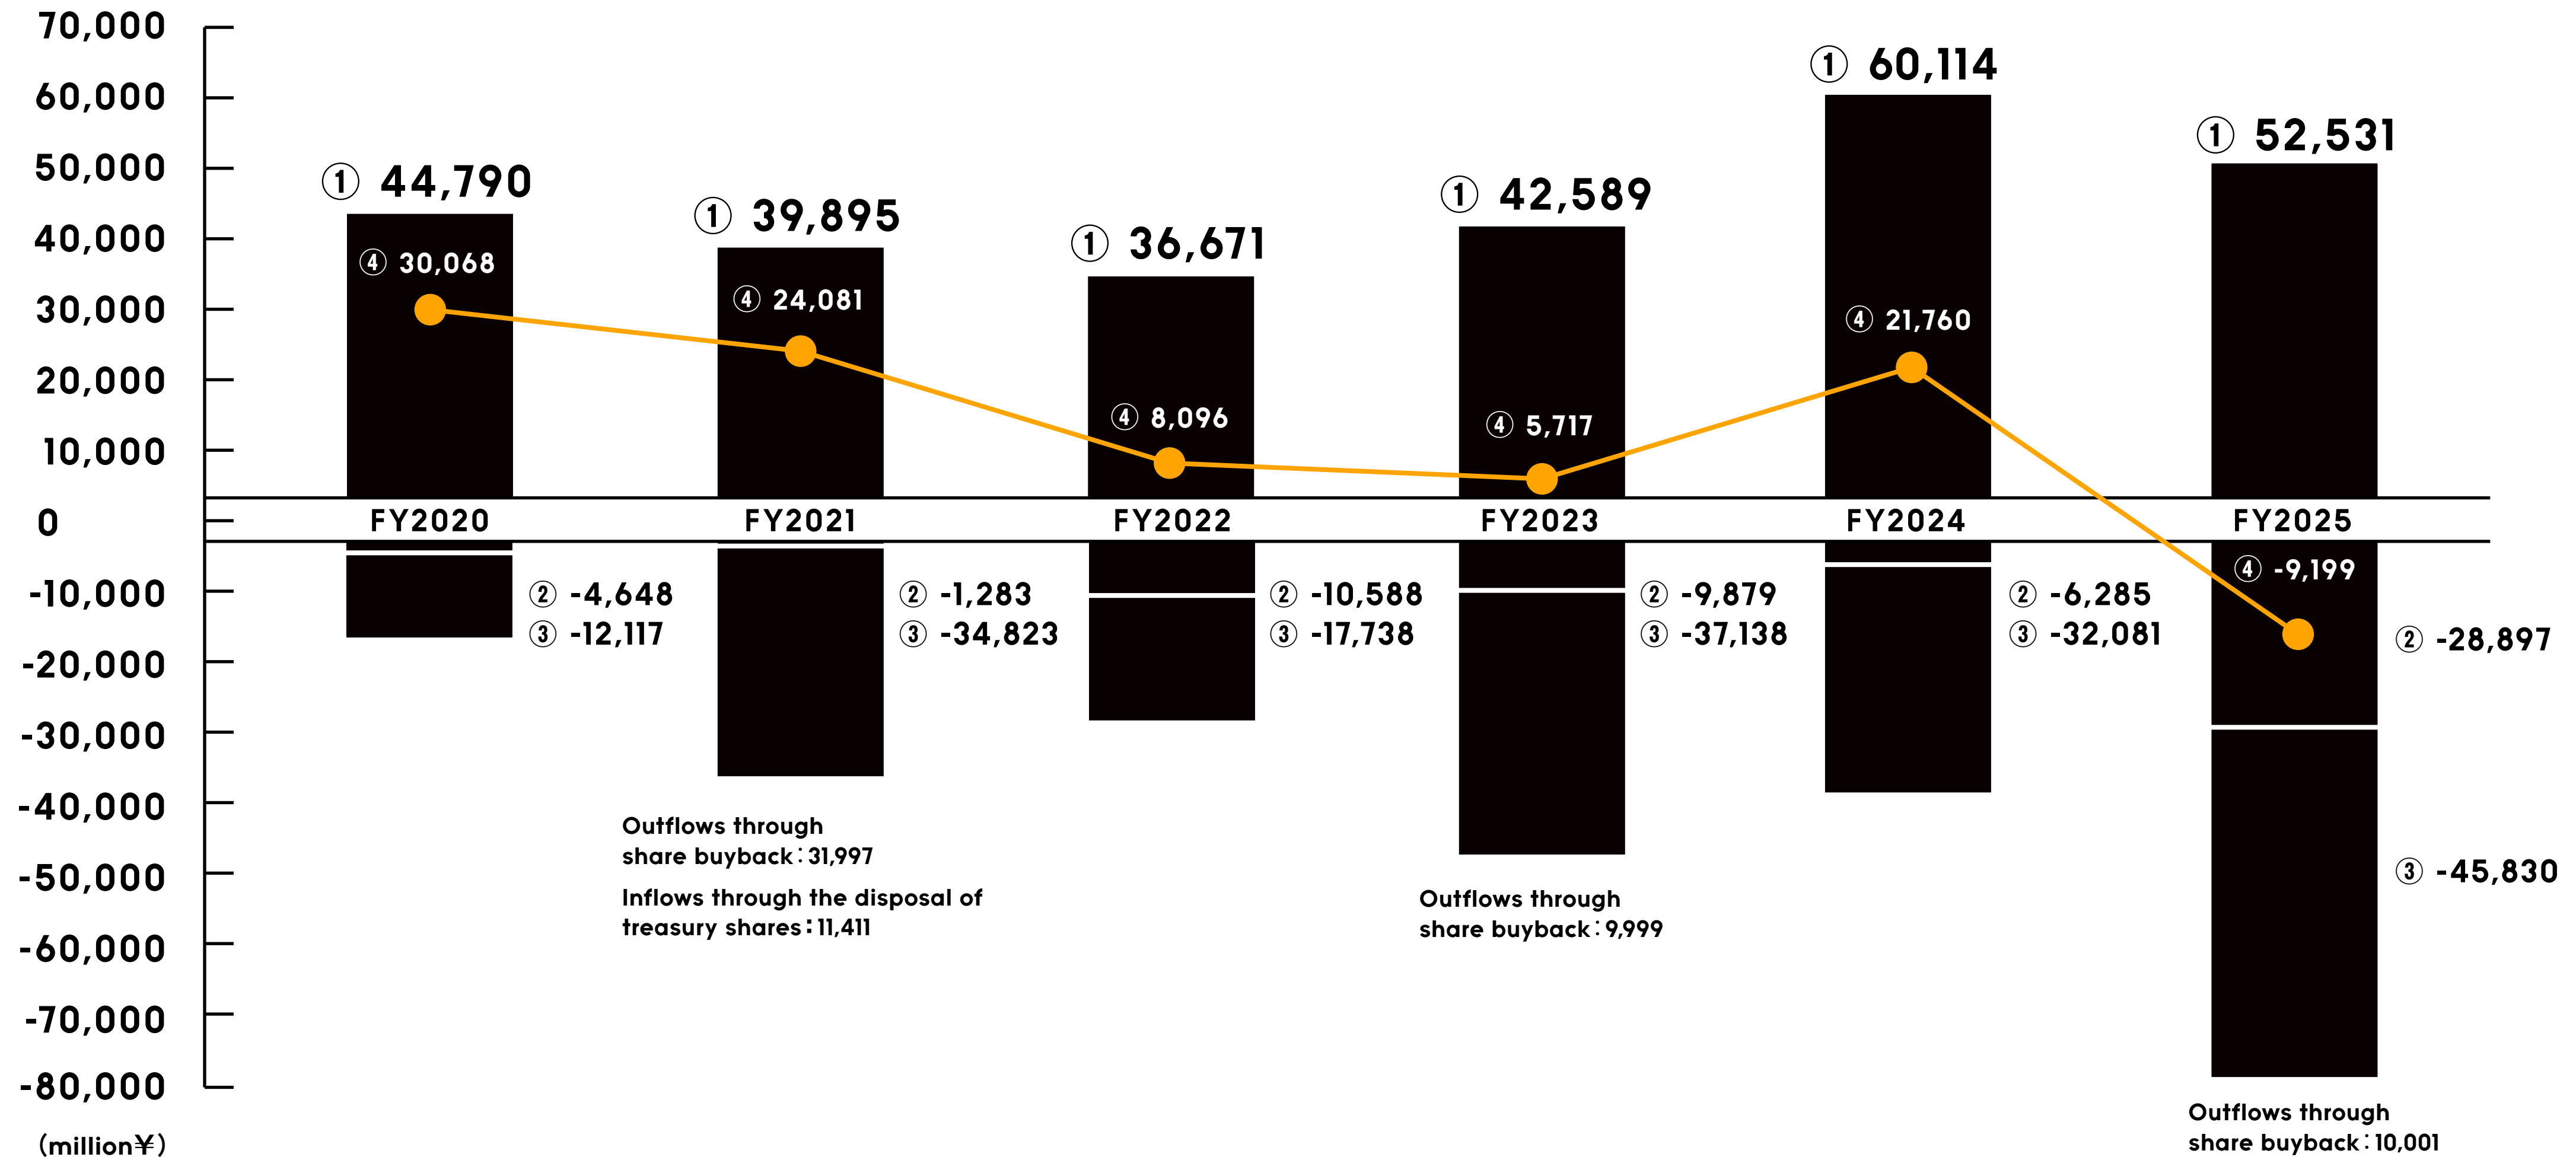 70,000
60,000
50,000
40,000
30,000
20,000
10,000
0
-10,000
-20,000
-30,000
-40,000
-50,000
-60,000
-70,000
-80,000
(million¥)
① 44,790
④ 30,068
FY2020
② -4,648
③ -12,117
① 39,895
④ 24,081
FY2021
② -1,283
③ -34,823
Outflows through
share buyback:31,997
Inflows through the disposal of
treasury shares:11,411
① 36,671
④ 8,096
FY2022
② -10,588
③ -17,738
① 42,589
④ 5,717
FY2023
② -9,879
③ -37,138
Outflows through
share buyback:9,999
① 60,114
④ 21,760
FY2024
② -6,285
③ -32,081
① 52,531
FY2025
④ -9,199
② -28,897
③ -45,830
Outflows through
share buyback:10,001